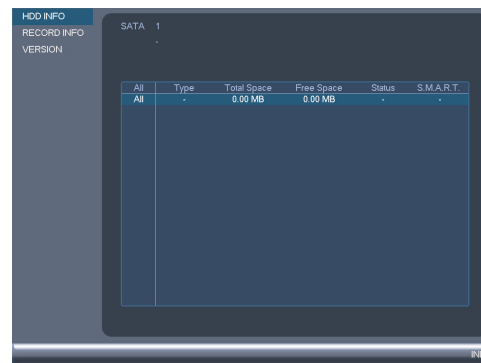 HDD INFO
RECORD INFO
VERSION
SATA 1
-
All Type Total Space Free Space Status S.M.A.R.T.
All - 0.00 MB 0.00 MB - -